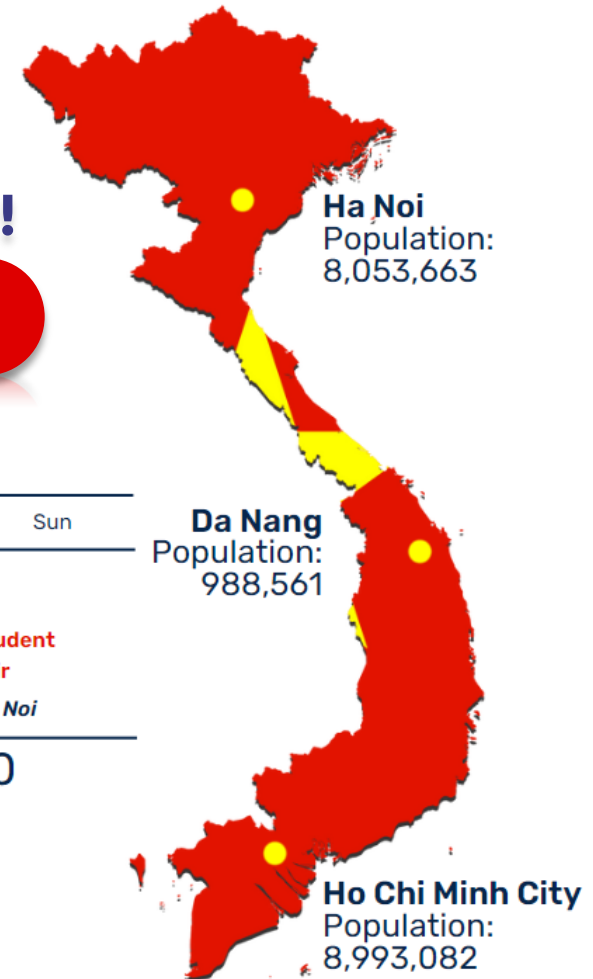 !
Ha Noi
Population:
8,053,663
Sun
Da Nang
Population:
988,561
udent
r
Noi
0
Ho Chi Minh City
Population:
8,993,082